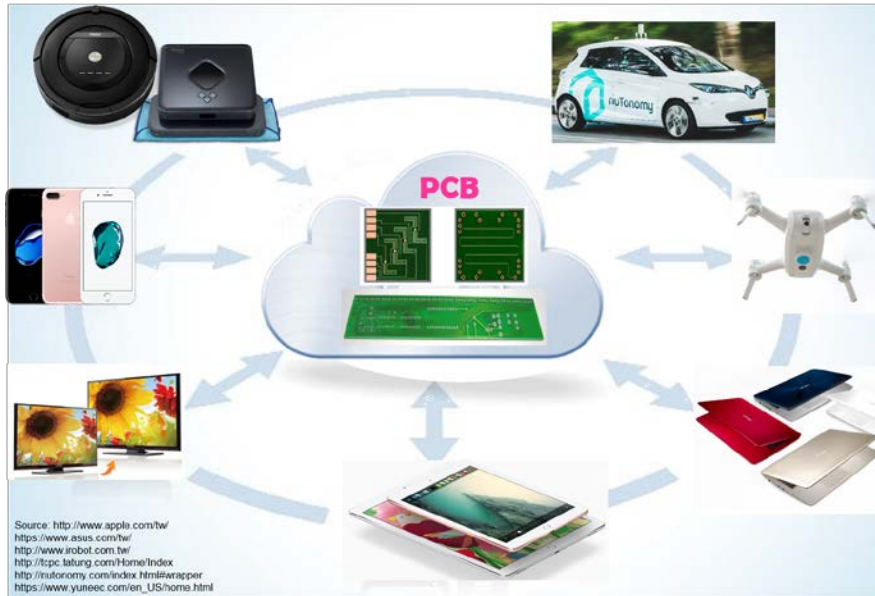 nuTonomy
PCB
Source: http://www.apple.com/tw/
https://www.asus.com/tw/
http://www.irobot.com.tw/
http://tcpc.tatung.com/Home/Index
http://nutonomy.com/index.html#wrapper
https://www.yuneec.com/en_US/home.html